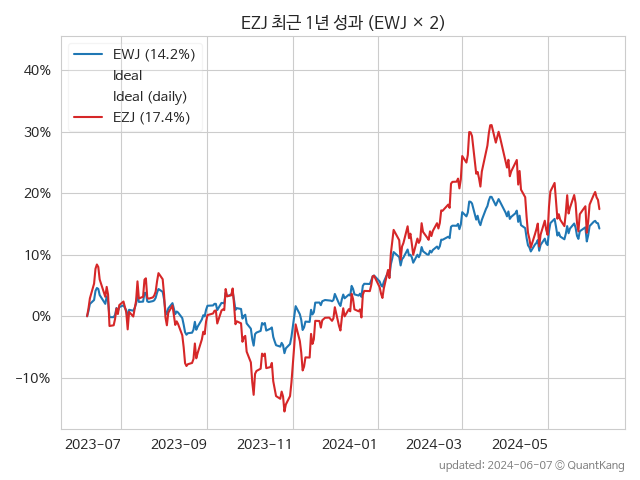 EZJ 최근 1년 성과 (EWJ × 2)
EWJ (14.2%)
Ideal
Ideal (daily)
EZJ (17.4%)
40%
30%
20%
10%
0%
−10%
2023-07
2023-09
2023-11
2024-01
2024-03
2024-05
updated: 2024-06-07 © QuantKang